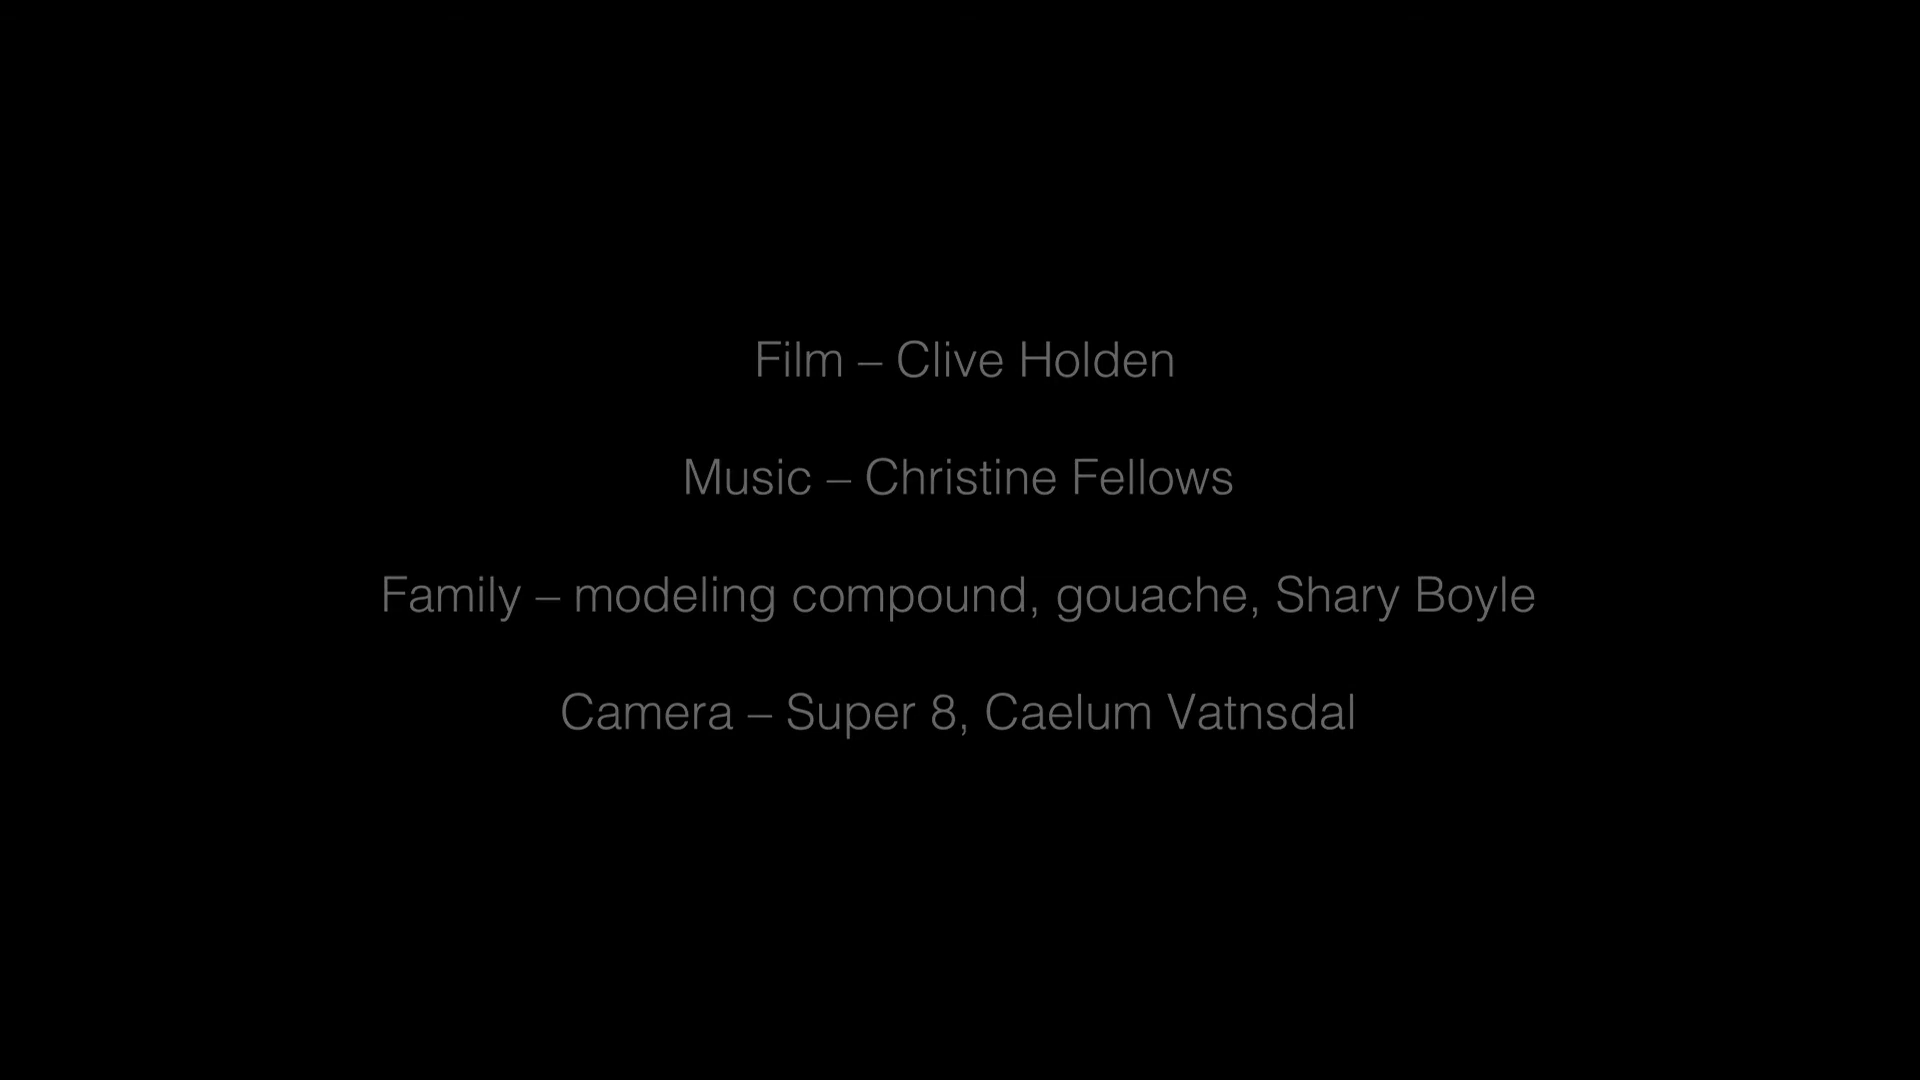 Film – Clive Holden
Music – Christine Fellows
Family – modeling compound, gouache, Shary Boyle
Camera – Super 8, Caelum Vatnsdal